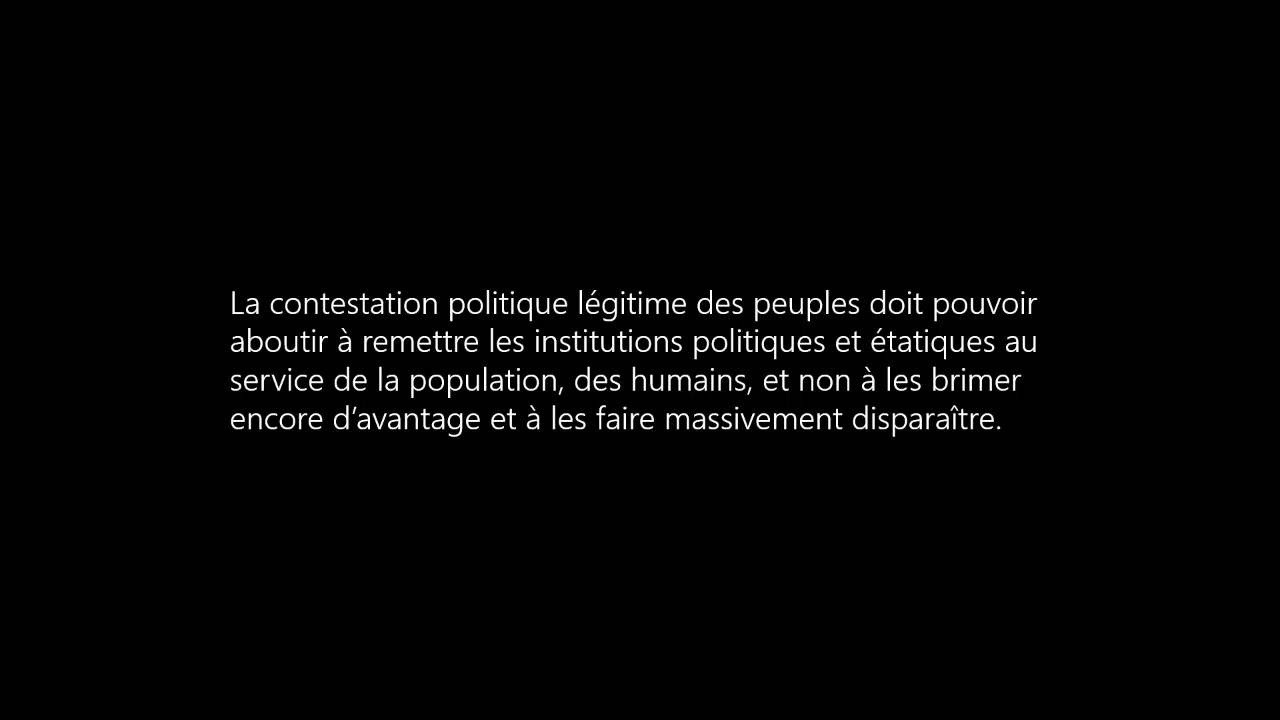 La contestation politique légitime des peuples doit pouvoir
aboutir à remettre les institutions politiques et étatiques au
service de la population, des humains, et non à les brimer
encore d’avantage et à les faire massivement disparaître.